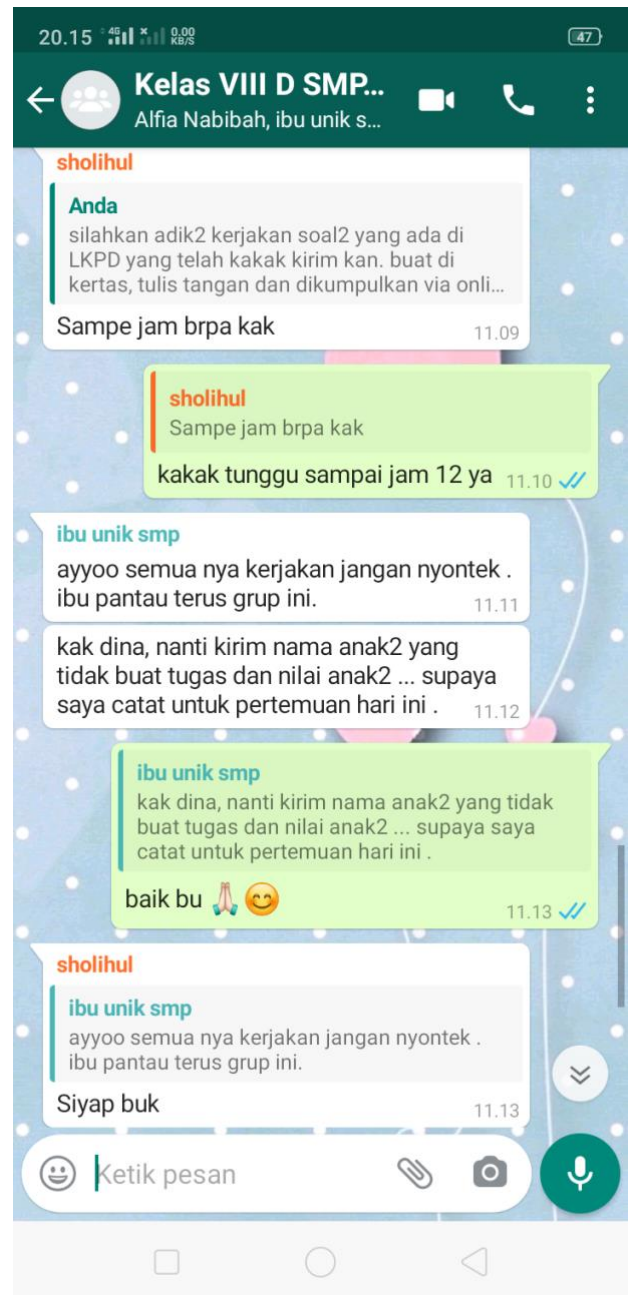 20.15 4G 0.00 KB/S 47
Kelas VIII D SMP...
Alfia Nabibah, ibu unik s...
sholihul
Anda
silahkan adik2 kerjakan soal2 yang ada di
LKPD yang telah kakak kirim kan. buat di
kertas, tulis tangan dan dikumpulkan via onli...
Sampe jam brpa kak 11.09
sholihul
Sampe jam brpa kak
kakak tunggu sampai jam 12 ya 11.10
ibu unik smp
ayyoo semua nya kerjakan jangan nyontek .
ibu pantau terus grup ini. 11.11
kak dina, nanti kirim nama anak2 yang
tidak buat tugas dan nilai anak2 ... supaya
saya catat untuk pertemuan hari ini . 11.12
ibu unik smp
kak dina, nanti kirim nama anak2 yang tidak
buat tugas dan nilai anak2 ... supaya saya
catat untuk pertemuan hari ini .
baik bu 🙏🏻😊 11.13
sholihul
ibu unik smp
ayyoo semua nya kerjakan jangan nyontek .
ibu pantau terus grup ini.
Siyap buk 11.13
Ketik pesan